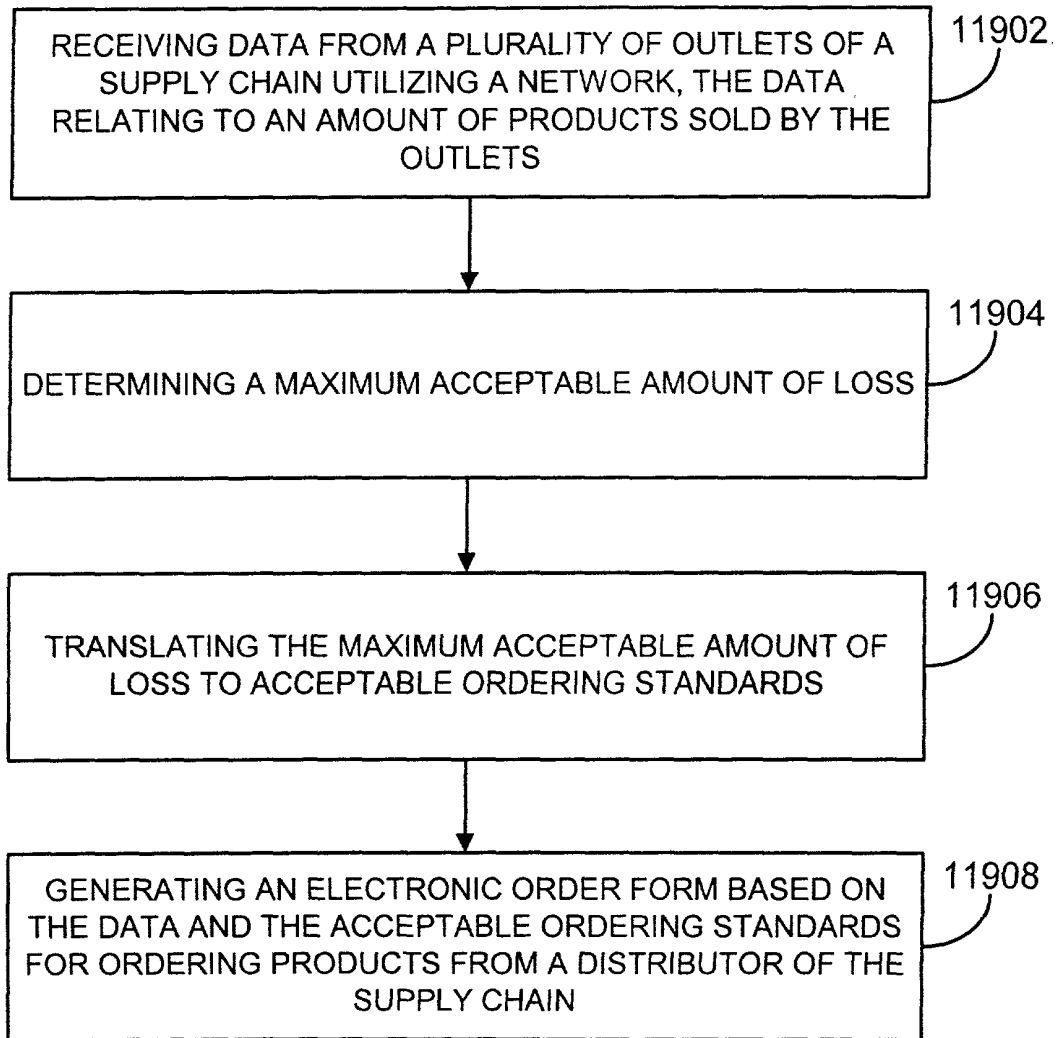 RECEIVING DATA FROM A PLURALITY OF OUTLETS OF A
SUPPLY CHAIN UTILIZING A NETWORK, THE DATA
RELATING TO AN AMOUNT OF PRODUCTS SOLD BY THE
OUTLETS
11902
DETERMINING A MAXIMUM ACCEPTABLE AMOUNT OF LOSS
11904
TRANSLATING THE MAXIMUM ACCEPTABLE AMOUNT OF
LOSS TO ACCEPTABLE ORDERING STANDARDS
11906
GENERATING AN ELECTRONIC ORDER FORM BASED ON
THE DATA AND THE ACCEPTABLE ORDERING STANDARDS
FOR ORDERING PRODUCTS FROM A DISTRIBUTOR OF THE
SUPPLY CHAIN
11908